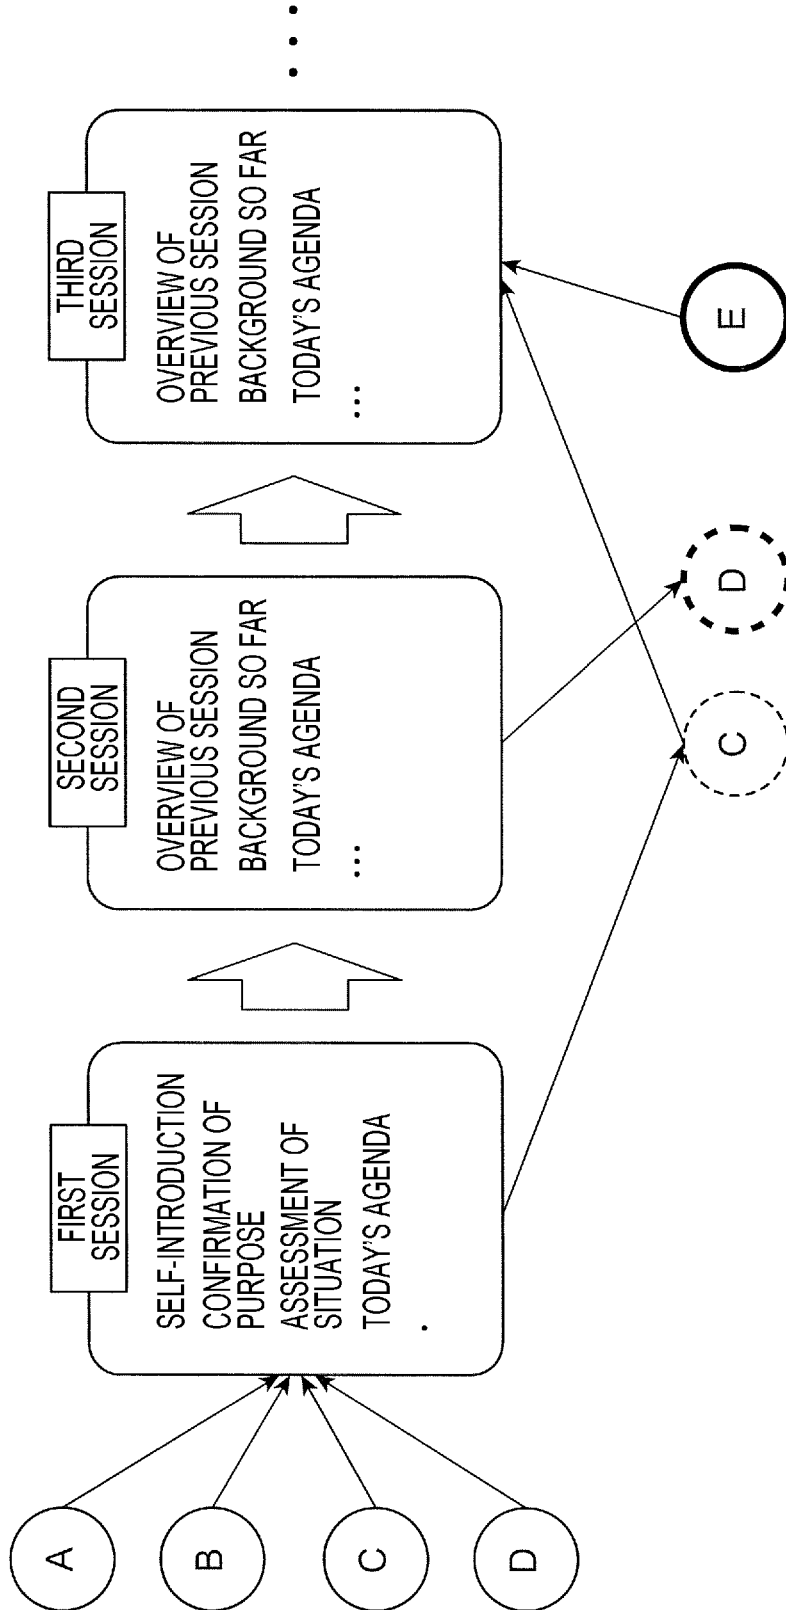 A
B
C
D
FIRST
SESSION
SELF-INTRODUCTION
CONFIRMATION OF
PURPOSE
ASSESSMENT OF
SITUATION
TODAY'S AGENDA
.
SECOND
SESSION
OVERVIEW OF
PREVIOUS SESSION
BACKGROUND SO FAR
TODAY'S AGENDA
...
THIRD
SESSION
OVERVIEW OF
PREVIOUS SESSION
BACKGROUND SO FAR
TODAY'S AGENDA
...
...
C
D
E